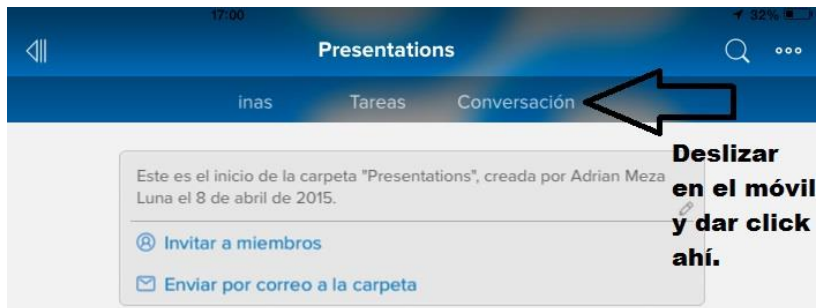 17:00
32%
Presentations
inas
Tareas
Conversación
Este es el inicio de la carpeta "Presentations", creada por Adrian Meza
Luna el 8 de abril de 2015.
Invitar a miembros
Enviar por correo a la carpeta
Deslizar
en el móvil
y dar click
ahí.